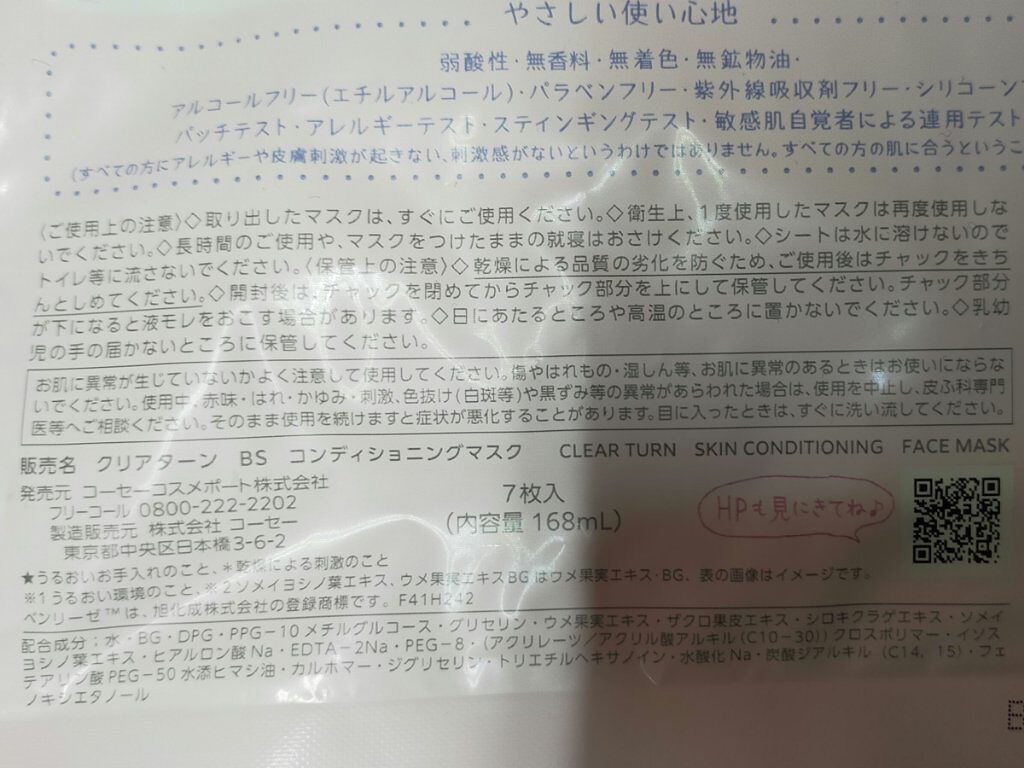 やさしい使い心地
弱酸性・無香料・無着色・無鉱物油・
アルコールフリー(エチルアルコール)・パラベンフリー・紫外線吸収剤フリー・シリコーン
パッチテスト・アレルギーテスト・スティンギングテスト・敏感肌自覚者による連用テスト
(すべての方にアレルギーや皮膚刺激が起きない、刺激感がないというわけではありません。すべての方の肌に合うというこ
〈ご使用上の注意〉◇取り出したマスクは、すぐにご使用ください。◇衛生上、1度使用したマスクは再度使用しな
いでください。◇長時間のご使用や、マスクをつけたままの就寝はおさけください。◇シートは水に溶けないので
トイレ等に流さないでください。〈保管上の注意〉◇乾燥による品質の劣化を防ぐため、ご使用後はチャックをきち
んとしめてください。◇開封後は、チャックを閉めてからチャック部分を上にして保管してください。チャック部分
が下になると液モレをおこす場合があります。◇日にあたるところや高温のところに置かないでください。◇乳幼
児の手の届かないところに保管してください。
お肌に異常が生じていないかよく注意して使用してください。傷やはれもの・湿しん等、お肌に異常のあるときはお使いにならな
いでください。使用中、赤味・はれ・かゆみ・刺激、色抜け(白斑等)や黒ずみ等の異常があらわれた場合は、使用を中止し、皮ふ科専門
医等へご相談ください。そのまま使用を続けますと症状が悪化することがあります。目に入ったときは、すぐに洗い流してください。
販売名 クリアターン BS コンディショニングマスク CLEAR TURN SKIN CONDITIONING FACE MASK
発売元 コーセーコスメポート株式会社
フリーコール 0800-222-2202
製造販売元 株式会社 コーセー
東京都中央区日本橋3-6-2
7枚入
(内容量 168mL)
HPも見にきてね♪
★うるおいお手入れのこと、*乾燥による刺激のこと
※1うるおい環境のこと、※2ソメイヨシノ葉エキス、ウメ果実エキスBGはウメ果実エキス・BG、表の画像はイメージです。
ベンリーゼ™は、旭化成株式会社の登録商標です。F41H242
配合成分:水・BG・DPG・PPG-10メチルグルコース・グリセリン・ウメ果実エキス・ザクロ果皮エキス・シロキクラゲエキス・ソメイ
ヨシノ葉エキス・ヒアルロン酸Na・EDTA-2Na・PEG-8・(アクリレーツ/アクリル酸アルキル(C10-30))クロスポリマー・イソス
テアリン酸PEG-50水添ヒマシ油・カルボマー・ジグリセリン・トリエチルヘキサノイン・水酸化Na・炭酸ジアルキル(C14,15)・フェ
ノキシエタノール